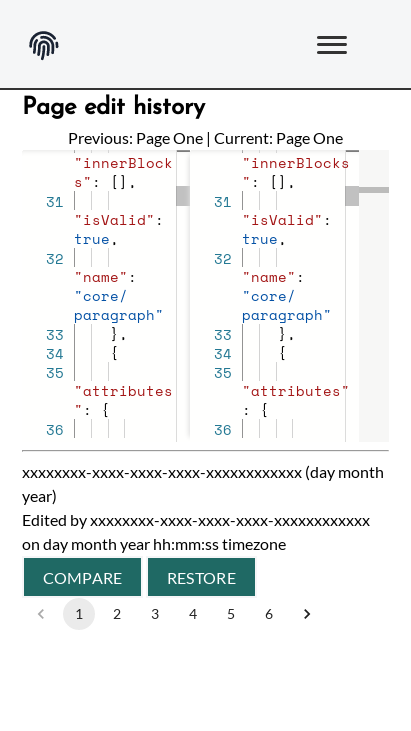 Page edit history
Previous: Page One | Current: Page One
"innerBlock
s": [],
31
"isValid":
true,
32
"name":
"core/
paragraph"
33 },
34 {
35
"attributes
": {
36
"innerBlocks
": [],
31
"isValid":
true,
32
"name":
"core/
paragraph"
33 },
34 {
35
"attributes"
: {
36
xxxxxxxx-xxxx-xxxx-xxxx-xxxxxxxxxxxx (day month
year)
Edited by xxxxxxxx-xxxx-xxxx-xxxx-xxxxxxxxxxxx
on day month year hh:mm:ss timezone
COMPARE RESTORE
1 2 3 4 5 6